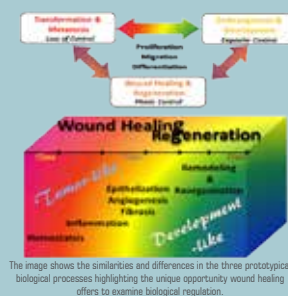 Transformation &
Metastasis
Loss of Control
Embryogenesis &
Development
Exquisite Control
Proliferation
Migration
Differentiation
Wound Healing &
Regeneration
Phasic Control
Wound Healing
Regeneration
Tumor-like
Remodeling
&
Reorganization
Epithelization
Angiogenesis
Fibrosis
Inflammation
Hemostasis
Development
-like
The image shows the similarities and differences in the three prototypical
biological processes highlighting the unique opportunity wound healing
offers to examine biological regulation.